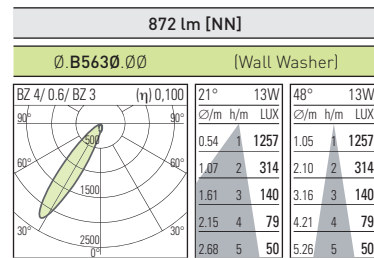 872 lm [NN]
Ø.B563Ø.ØØ (Wall Washer)
BZ 4/ 0.6/ BZ 3 (η) 0,100
90° 90°
500
60° 60°
1500
30° 30°
2500
0°
21° 13W
∅/m h/m LUX
0.54 1 1257
1.07 2 314
1.61 3 140
2.15 4 79
2.68 5 50
48° 13W
∅/m h/m LUX
1.05 1 1257
2.10 2 314
3.16 3 140
4.21 4 79
5.26 5 50